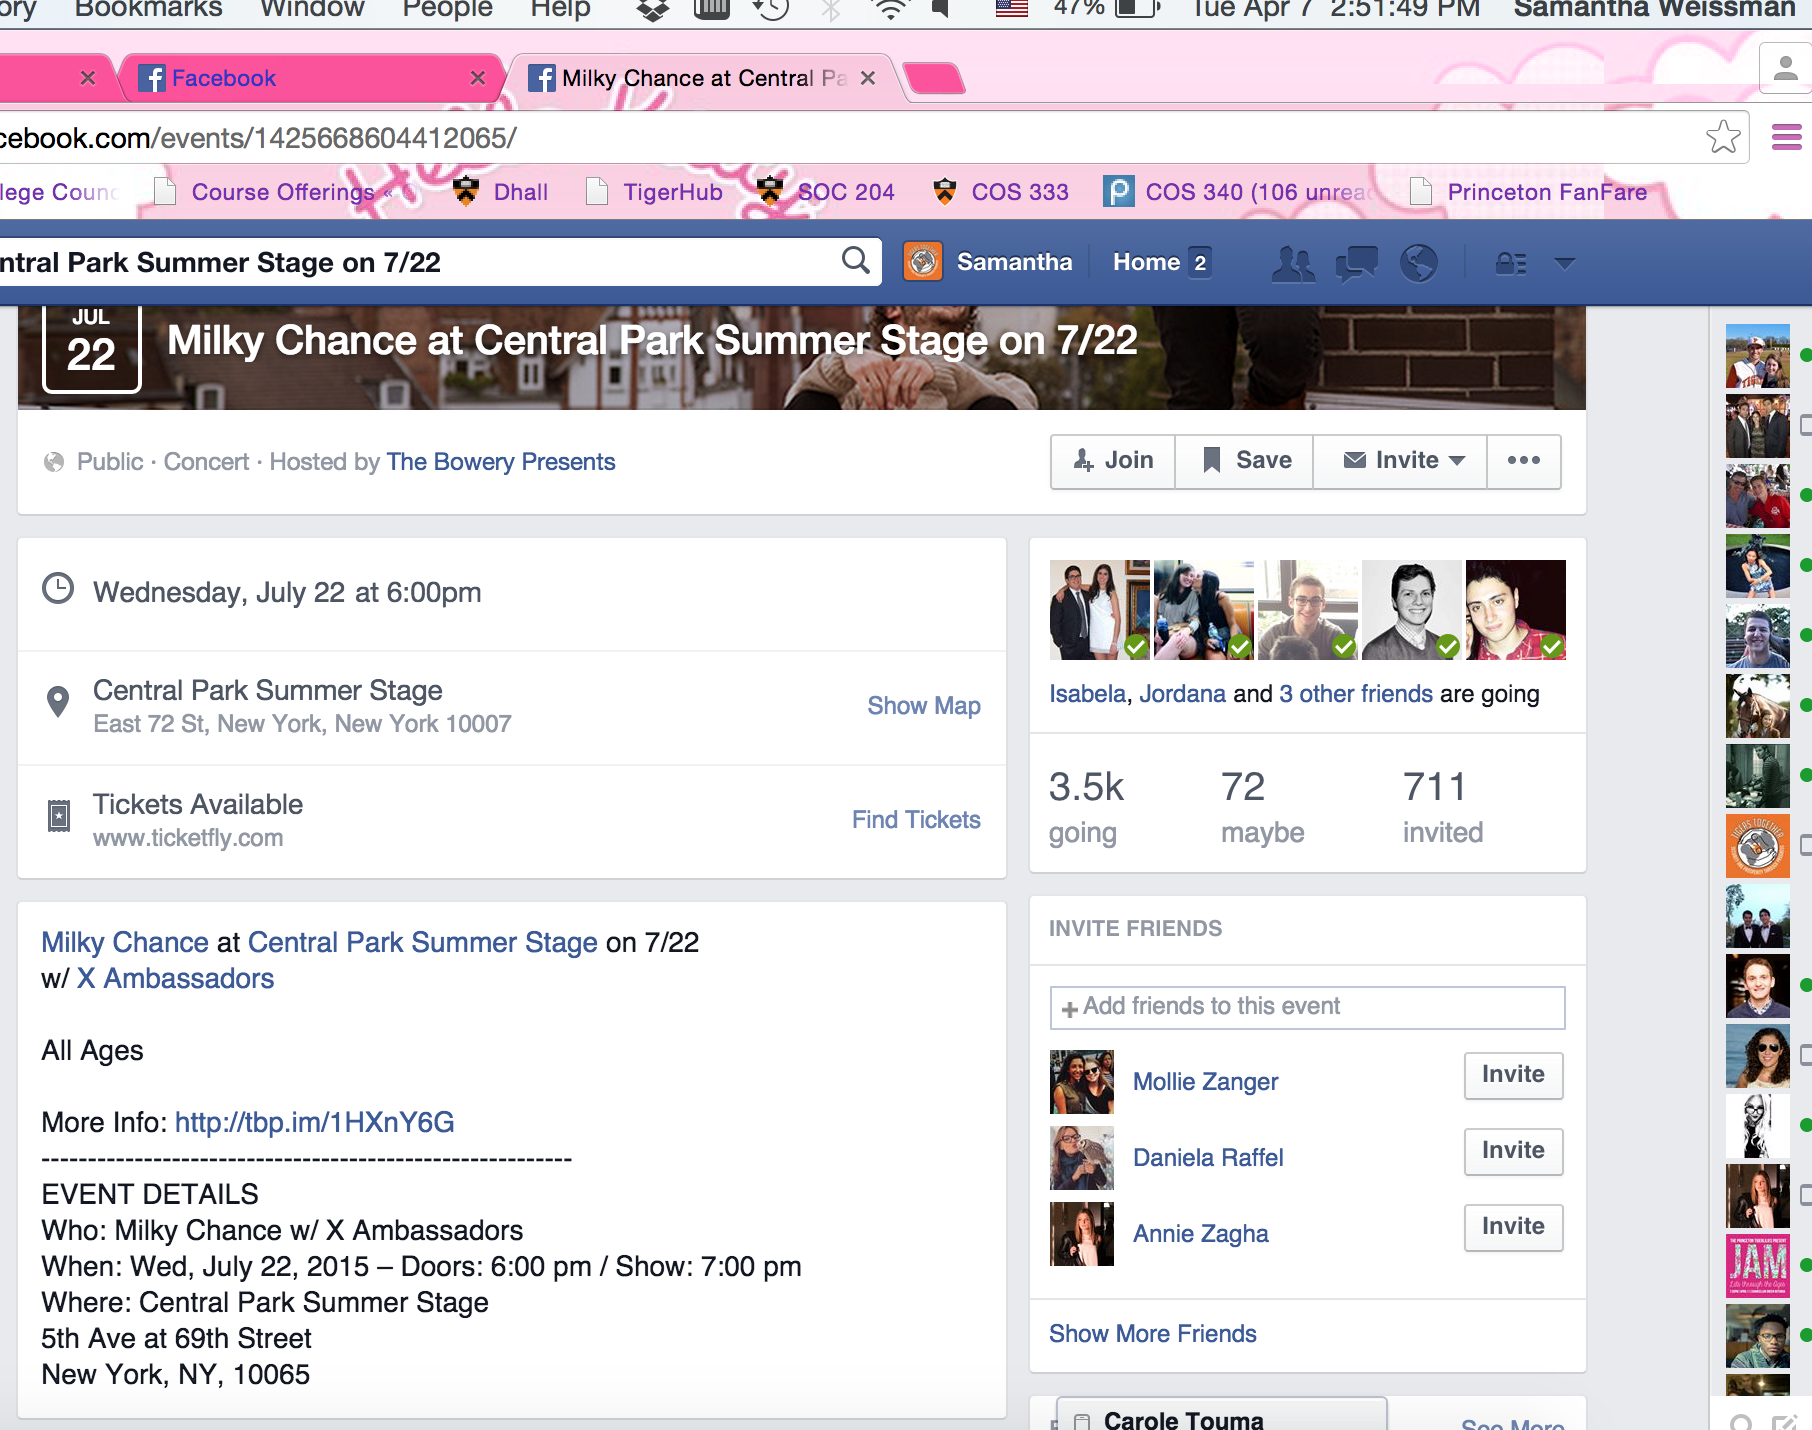 Bookmarks Window People Help 47% Tue Apr 7 2:51:49 PM Samantha Weissman
Facebook Milky Chance at Central Pa
cebook.com/events/1425668604412065/
lege Counc Course Offerings « Dhall TigerHub SOC 204 COS 333 COS 340 (106 unrea Princeton FanFare
ntral Park Summer Stage on 7/22 Samantha Home 2
JUL
22
Milky Chance at Central Park Summer Stage on 7/22
Public · Concert · Hosted by The Bowery Presents
Join Save Invite
Wednesday, July 22 at 6:00pm
Central Park Summer Stage
East 72 St, New York, New York 10007
Show Map
Tickets Available
www.ticketfly.com
Find Tickets
Milky Chance at Central Park Summer Stage on 7/22
w/ X Ambassadors
All Ages
More Info: http://tbp.im/1HXnY6G
---------------------------------------------------------
EVENT DETAILS
Who: Milky Chance w/ X Ambassadors
When: Wed, July 22, 2015 – Doors: 6:00 pm / Show: 7:00 pm
Where: Central Park Summer Stage
5th Ave at 69th Street
New York, NY, 10065
Isabela, Jordana and 3 other friends are going
3.5k 72 711
going maybe invited
INVITE FRIENDS
+ Add friends to this event
Mollie Zanger Invite
Daniela Raffel Invite
Annie Zagha Invite
Show More Friends
Carole Touma
See More
TIGERS TOGETHER
JAM